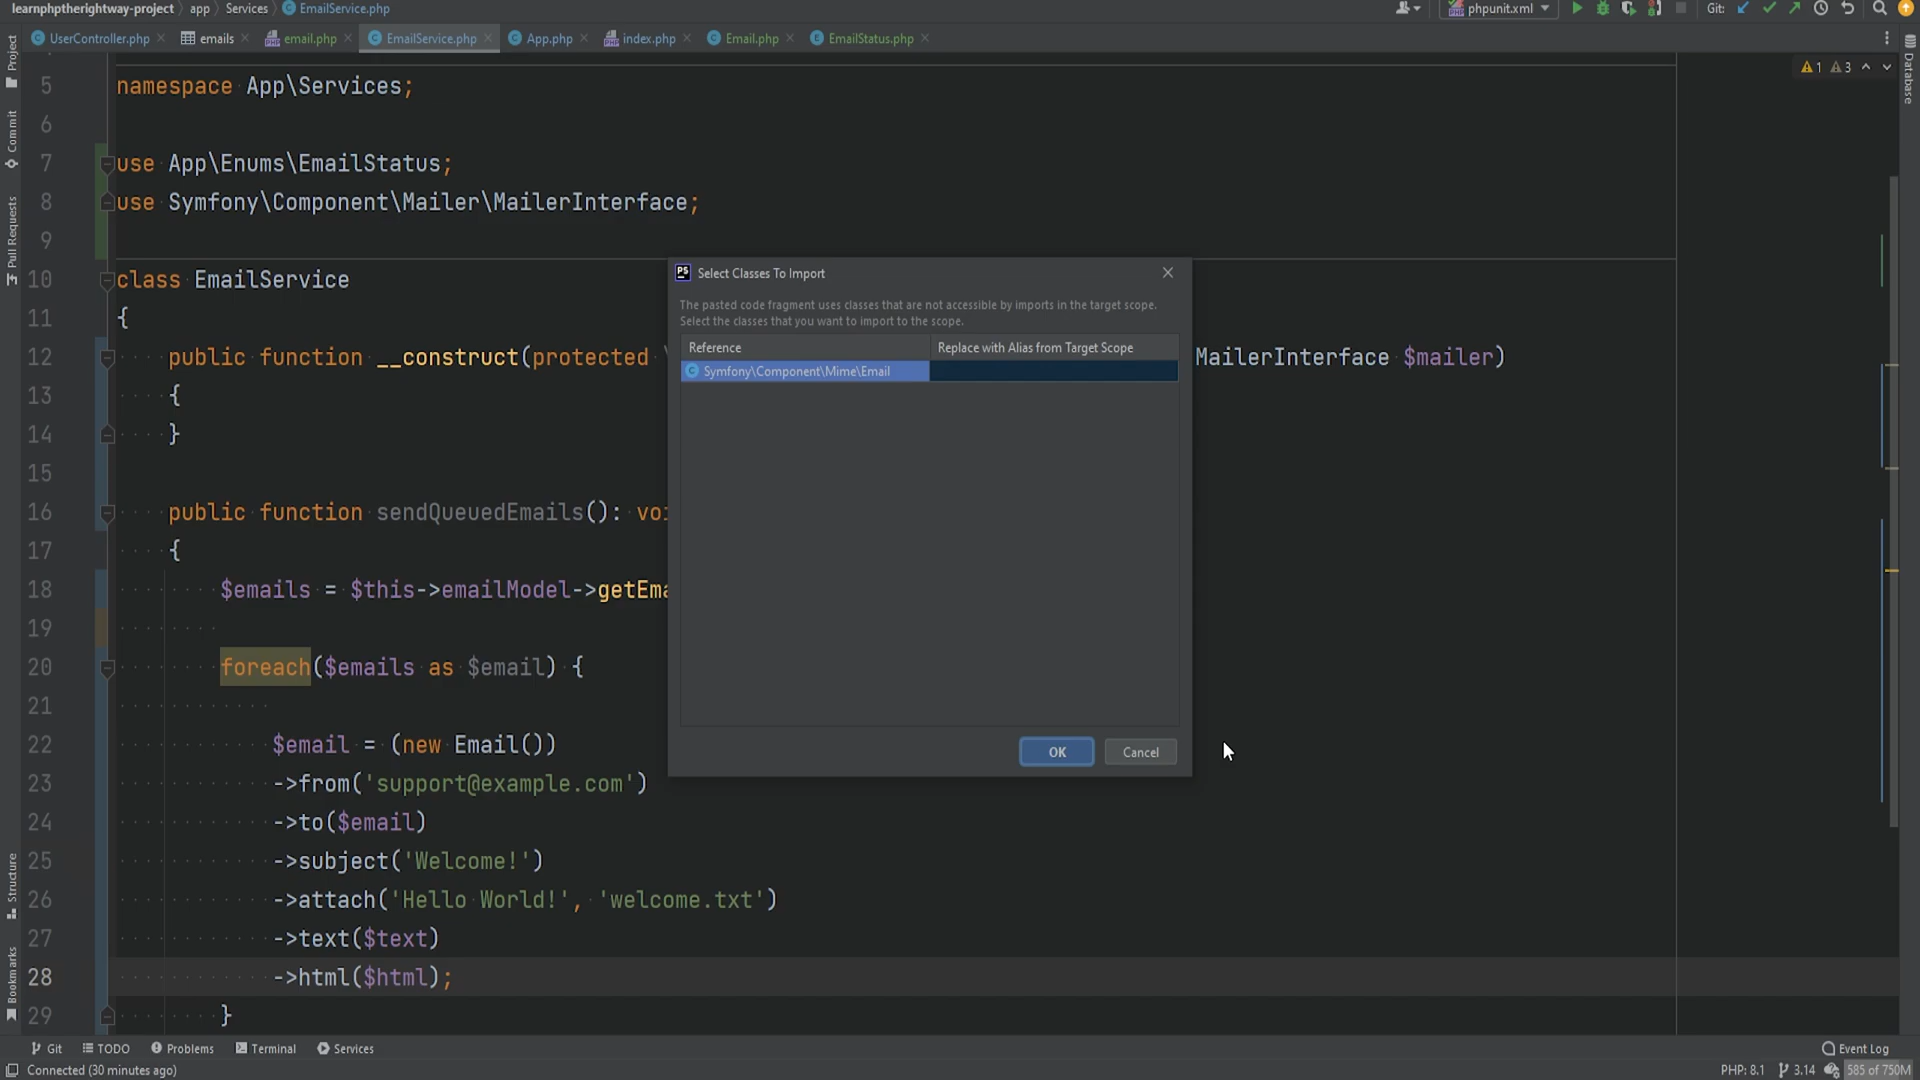 learnphptherightway-project app Services EmailService.php phpunit.xml Git:
UserController.php emails email.php EmailService.php App.php index.php Email.php EmailStatus.php
Project
Commit
Pull Requests
Structure
Bookmarks
Database
1 3
5 namespace App\Services;
6
7 use App\Enums\EmailStatus;
8 use Symfony\Component\Mailer\MailerInterface;
9
10 class EmailService
11 {
12 public function __construct(protected \ MailerInterface $mailer)
13 {
14 }
15
16 public function sendQueuedEmails(): voi
17 {
18 $emails = $this->emailModel->getEma
19
20 foreach($emails as $email) {
21
22 $email = (new Email())
23 ->from('support@example.com')
24 ->to($email)
25 ->subject('Welcome!')
26 ->attach('Hello World!', 'welcome.txt')
27 ->text($text)
28 ->html($html);
29 }
PS Select Classes To Import
The pasted code fragment uses classes that are not accessible by imports in the target scope.
Select the classes that you want to import to the scope.
Reference Replace with Alias from Target Scope
Symfony\Component\Mime\Email
OK Cancel
Git TODO Problems Terminal Services Event Log
Connected (30 minutes ago) PHP: 8.1 3.14 585 of 750M